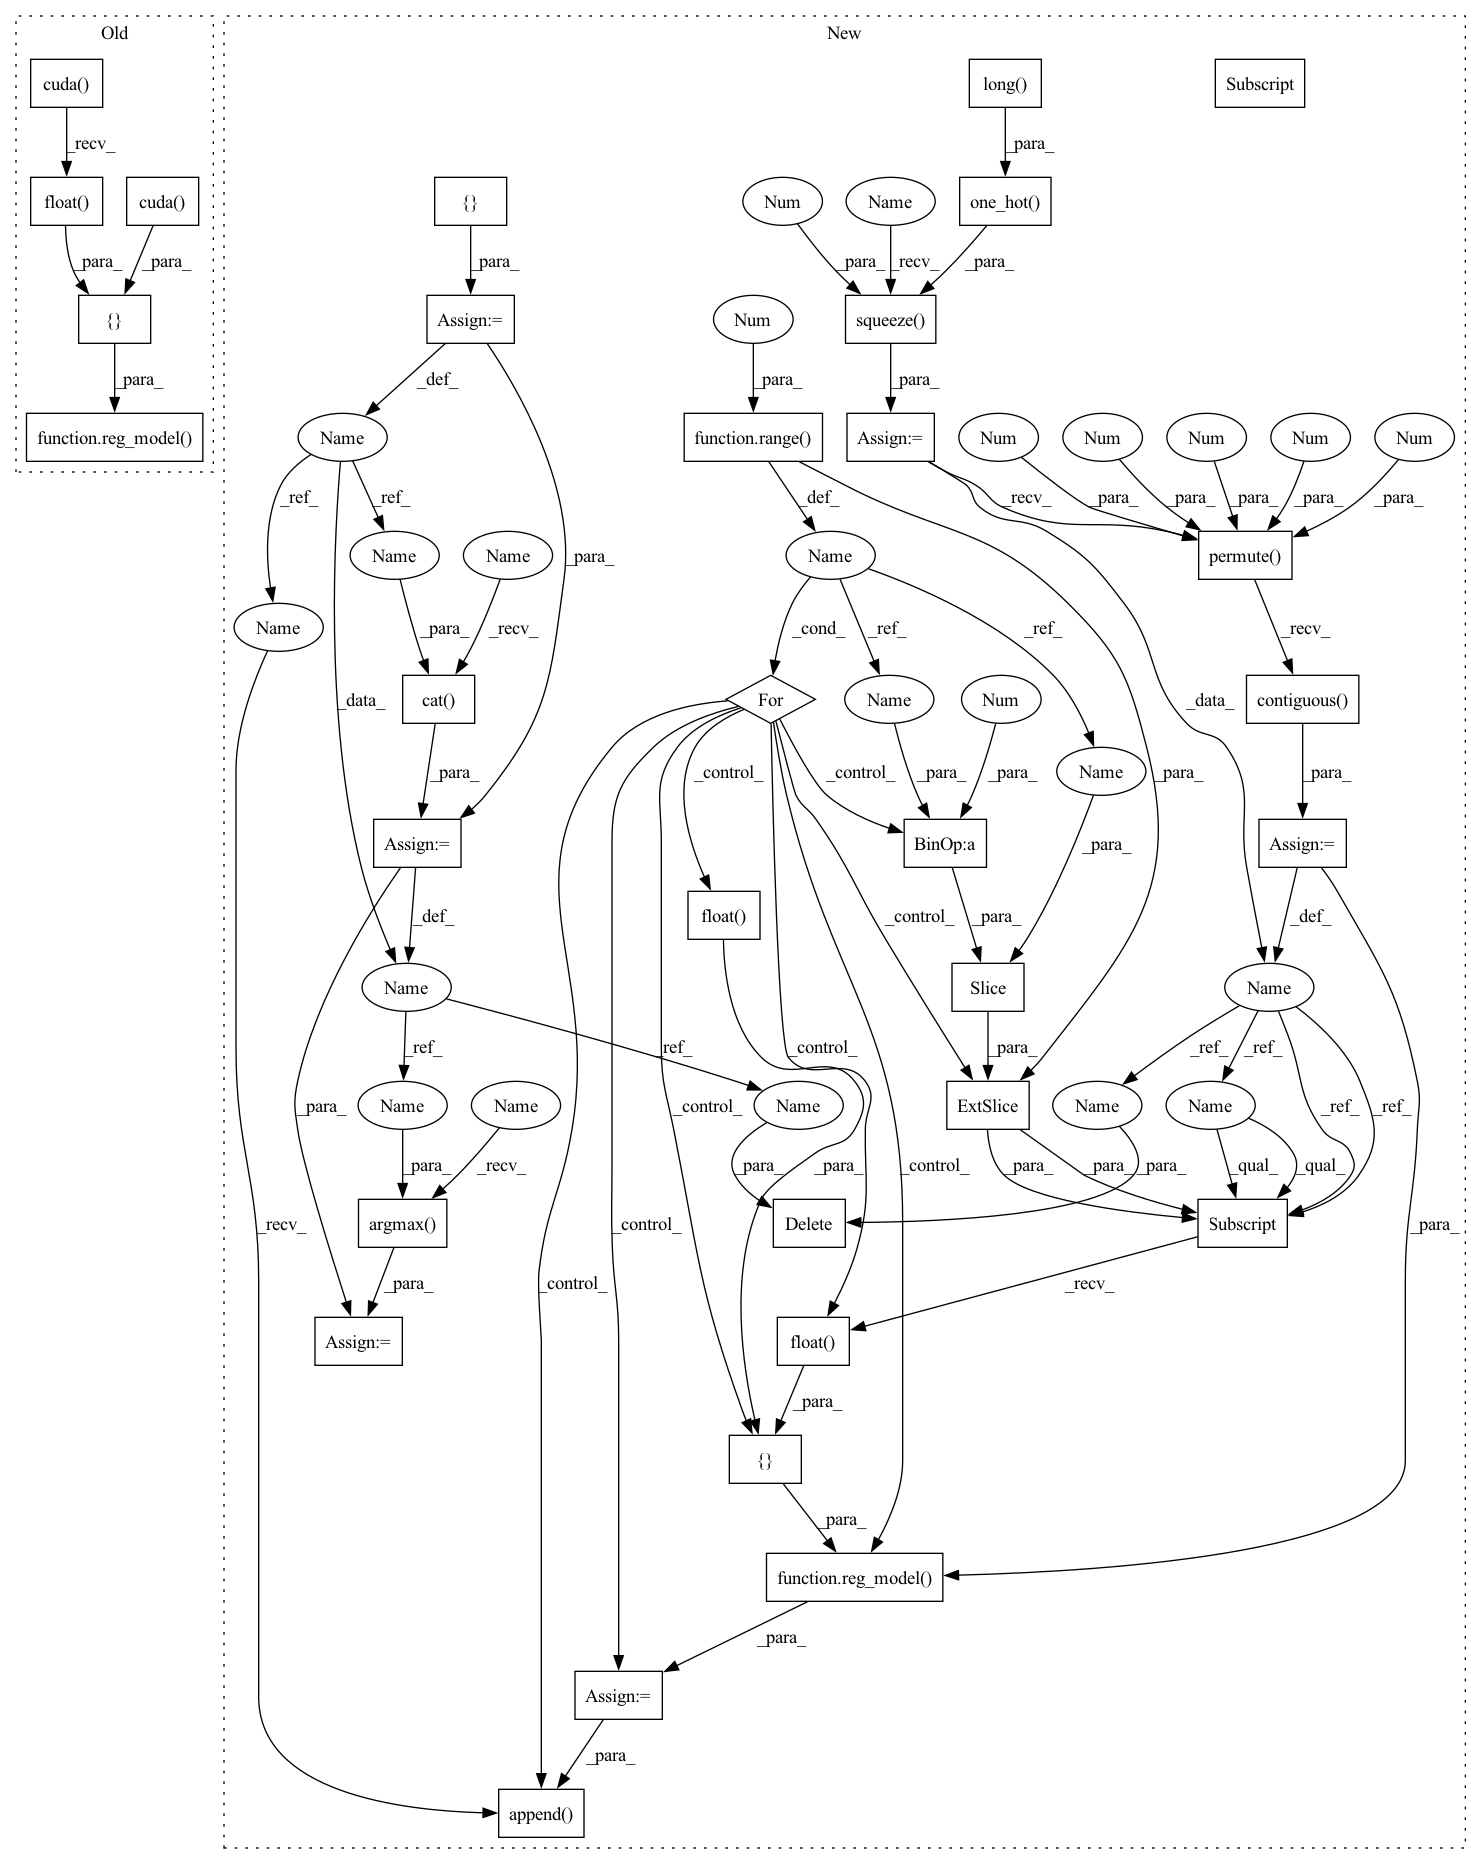 Old
New
cuda()
long()
Subscript
_recv_
_para_
float()
cuda()
{}
Num
Name
one_hot()
_para_
_para_
_para_
_para_
_recv_
_para_
{}
Assign:=
Num
squeeze()
_para_
_def_
_para_
_para_
function.reg_model()
Name
function.range()
Assign:=
Num
Num
Num
Num
Num
_ref_
_ref_
_def_
_recv_
_para_
_para_
_para_
_para_
_para_
Name
Name
_para_
Name
permute()
Name
_para_
_recv_
_cond_
_ref_
_ref_
_recv_
_data_
cat()
For
Name
Num
_data_
contiguous()
_para_
_control_
_control_
_para_
_para_
Name
_para_
_para_
Assign:=
BinOp:a
_para_
Assign:=
_def_
float()
_control_
_para_
_def_
Name
Slice
Name
_ref_
_ref_
_control_
_para_
_ref_
_ref_
_para_
Name
Name
_control_
Name
ExtSlice
Name
Name
_ref_
_ref_
_para_
_recv_
_para_
_para_
_control_
_para_
_para_
_para_
_qual_
_qual_
_recv_
argmax()
_control_
Delete
Subscript
_para_
_para_
_control_
_recv_
Assign:=
float()
_para_
{}
_para_
function.reg_model()
_para_
Assign:=
_para_
append()